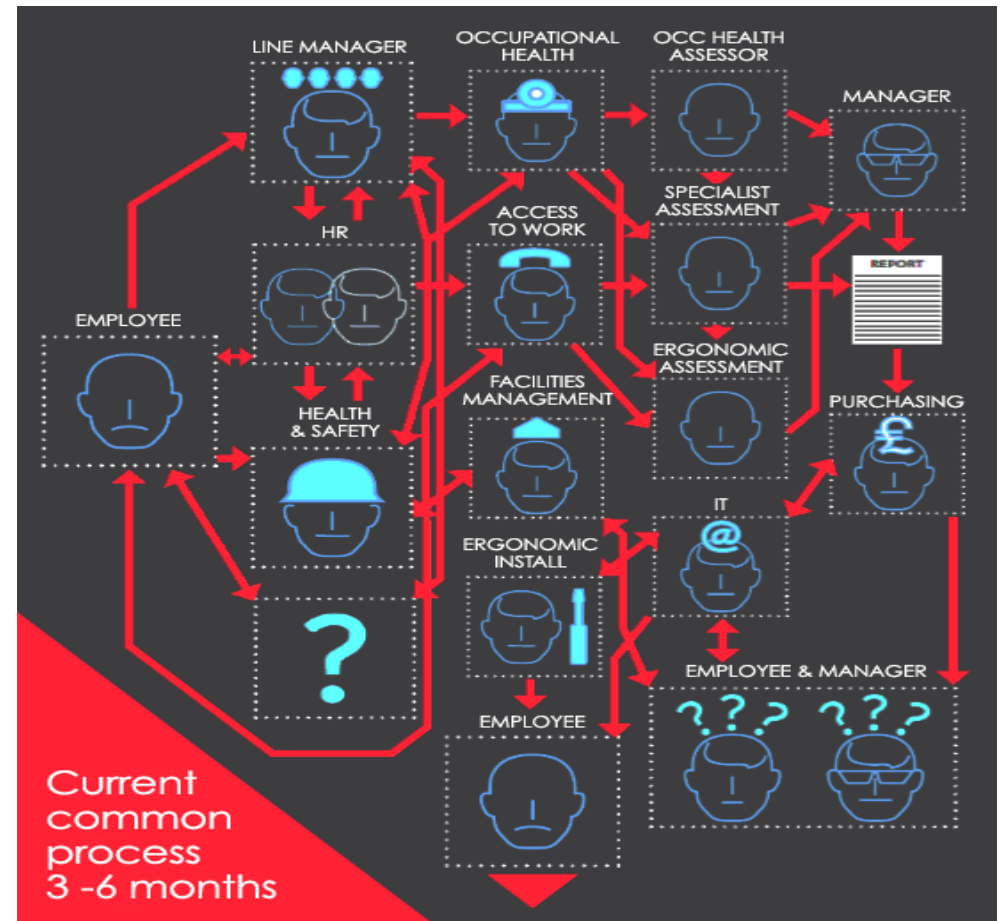 LINE MANAGER
OCCUPATIONAL
HEALTH
OCC HEALTH
ASSESSOR
MANAGER
HR
ACCESS
TO WORK
SPECIALIST
ASSESSMENT
REPORT
EMPLOYEE
HEALTH
& SAFETY
FACILITIES
MANAGEMENT
ERGONOMIC
ASSESSMENT
PURCHASING
£
?
ERGONOMIC
INSTALL
IT
@
EMPLOYEE
EMPLOYEE & MANAGER
??? ???
Current
common
process
3 -6 months